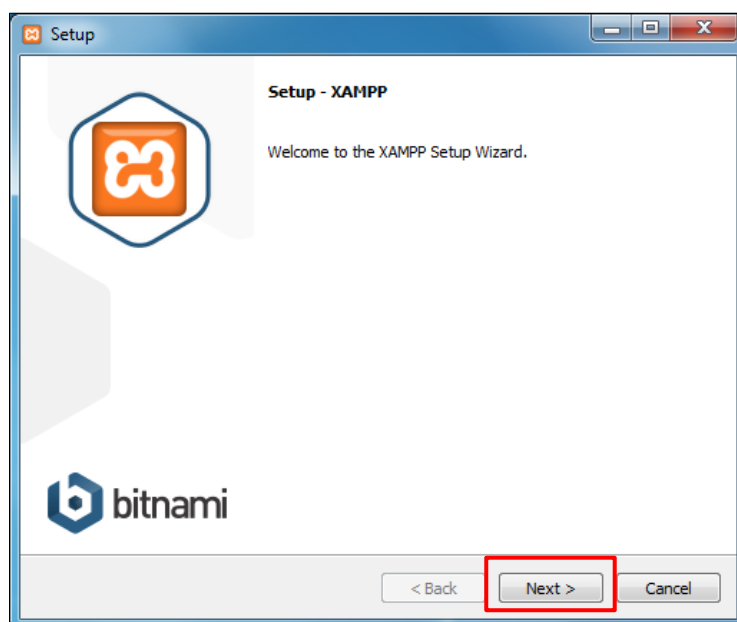 Setup
Setup - XAMPP
Welcome to the XAMPP Setup Wizard.
bitnami
< Back
Next >
Cancel